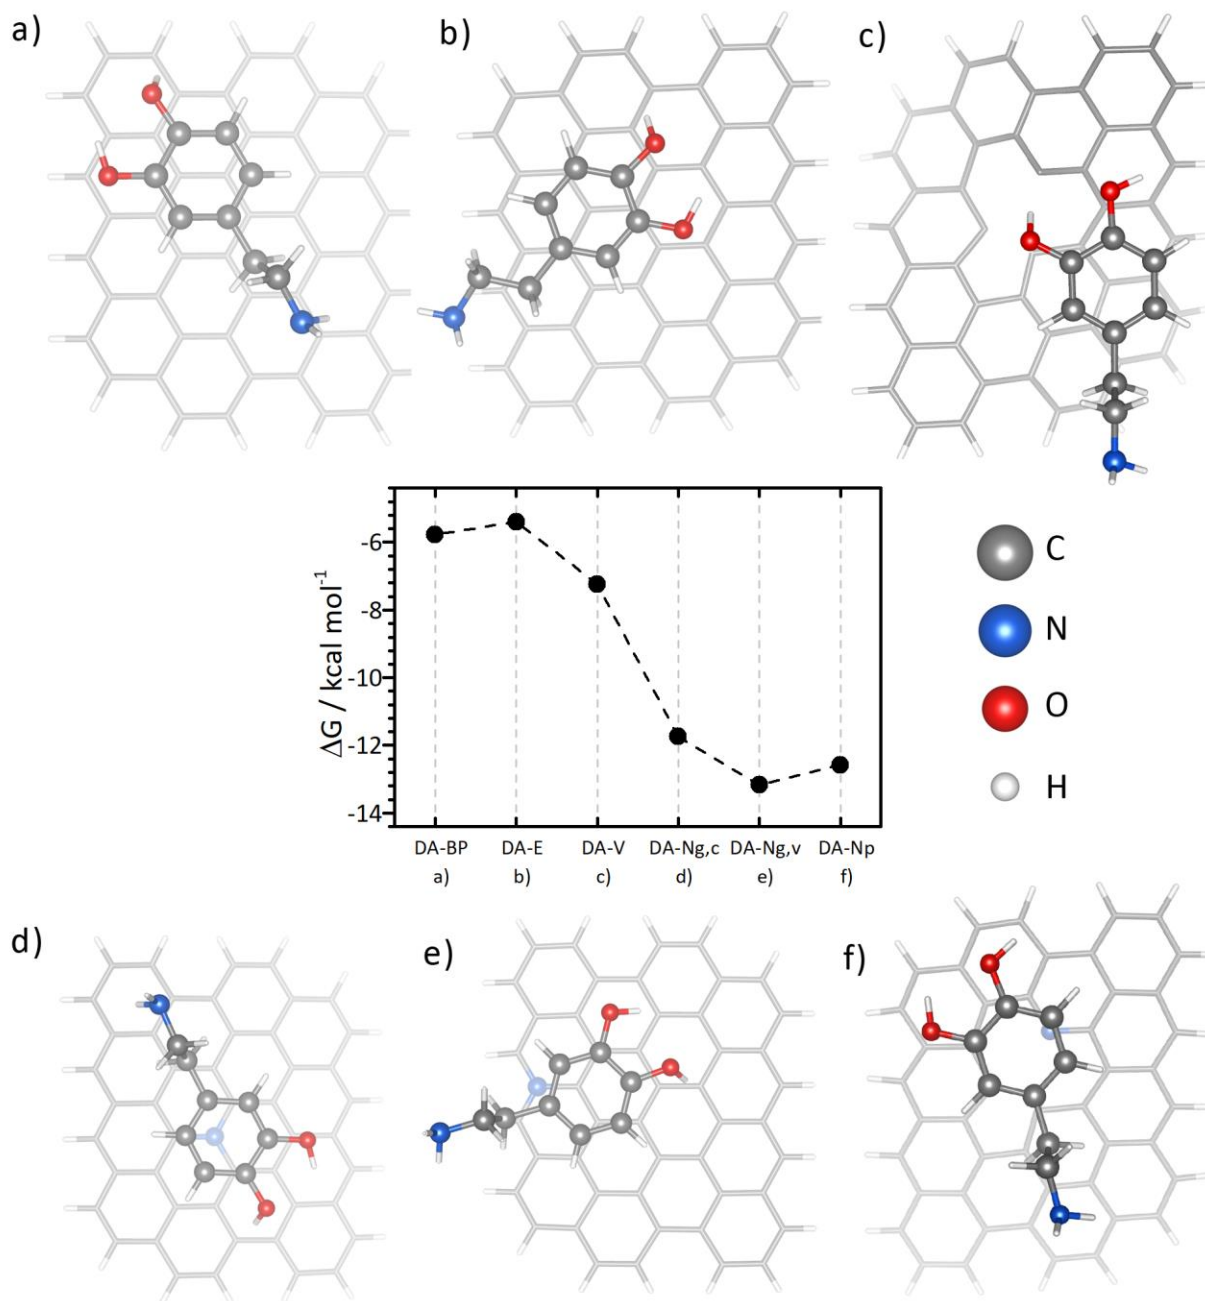 a)
b)
c)
ΔG / kcal mol⁻¹
-6
-8
-10
-12
-14
DA-BP DA-E DA-V DA-Ng,c DA-Ng,v DA-Np
a) b) c) d) e) f)
C
N
O
H
d)
e)
f)